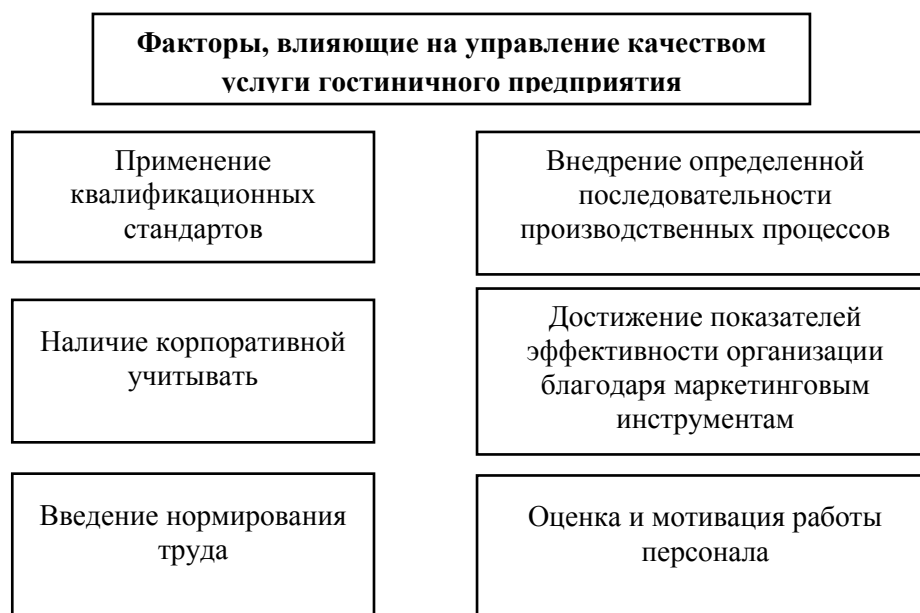 Факторы, влияющие на управление качеством
услуги гостиничного предприятия
Применение
квалификационных
стандартов
Внедрение определенной
последовательности
производственных процессов
Наличие корпоративной
учитывать
Достижение показателей
эффективности организации
благодаря маркетинговым
инструментам
Введение нормирования
труда
Оценка и мотивация работы
персонала